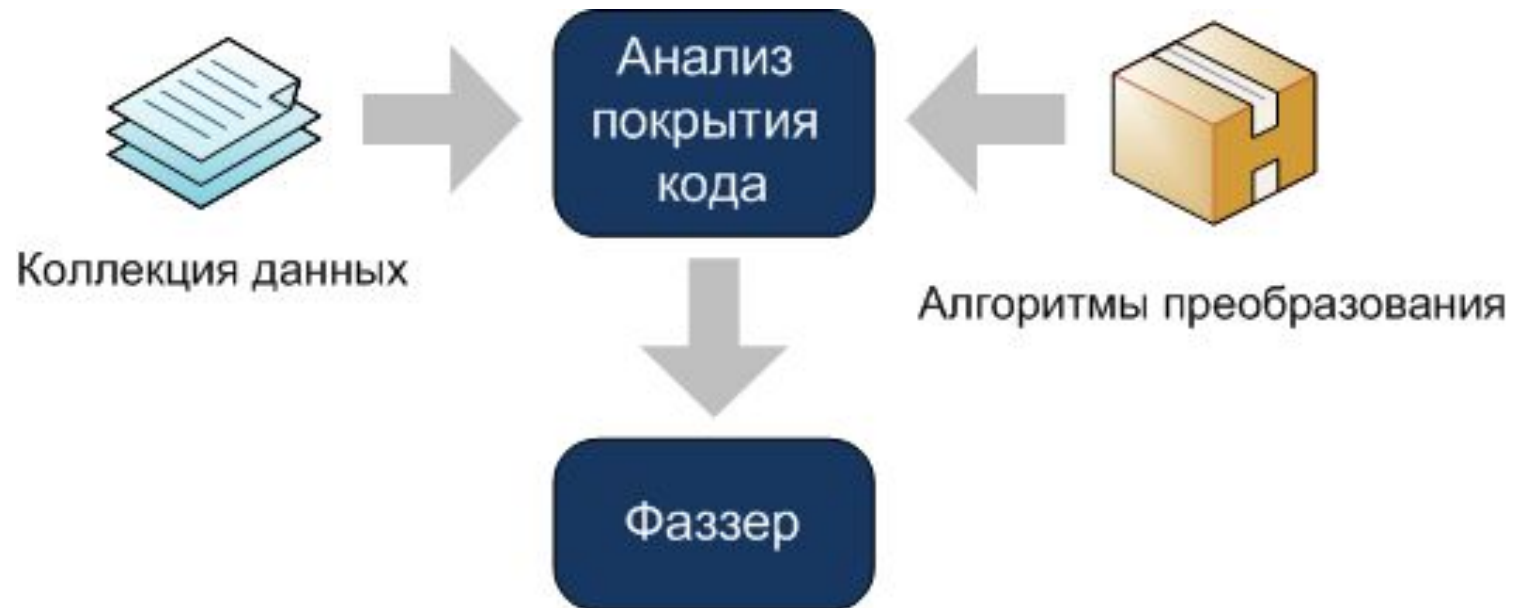 Анализ
покрытия
кода
Коллекция данных
Алгоритмы преобразования
Фаззер